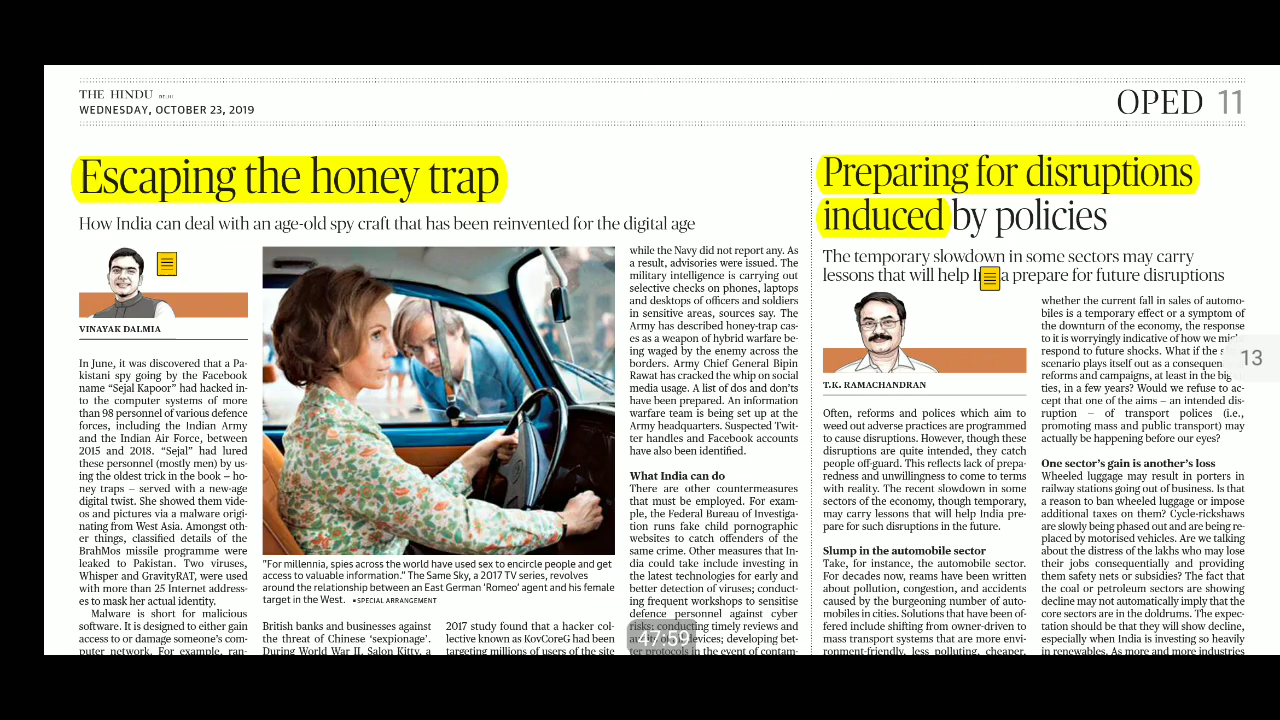 THE HINDU DELHI
WEDNESDAY, OCTOBER 23, 2019
OPED 11
Escaping the honey trap
How India can deal with an age-old spy craft that has been reinvented for the digital age
VINAYAK DALMIA
In June, it was discovered that a Pa-
kistani spy going by the Facebook
name “Sejal Kapoor” had hacked in-
to the computer systems of more
than 98 personnel of various defence
forces, including the Indian Army
and the Indian Air Force, between
2015 and 2018. “Sejal” had lured
these personnel (mostly men) by us-
ing the oldest trick in the book – ho-
ney traps – served with a new-age
digital twist. She showed them vide-
os and pictures via a malware origi-
nating from West Asia. Amongst oth-
er things, classified details of the
BrahMos missile programme were
leaked to Pakistan. Two viruses,
Whisper and GravityRAT, were used
with more than 25 Internet address-
es to mask her actual identity.
Malware is short for malicious
software. It is designed to either gain
access to or damage someone's com-
puter network. For example, ran-
"For millennia, spies across the world have used sex to encircle people and get
access to valuable information." The Same Sky, a 2017 TV series, revolves
around the relationship between an East German 'Romeo' agent and his female
target in the West. •SPECIAL ARRANGEMENT
British banks and businesses against
the threat of Chinese ‘sexpionage’.
During World War II, Salon Kitty, a
2017 study found that a hacker col-
lective known as KovCoreG had been
targeting millions of users of the site
while the Navy did not report any. As
a result, advisories were issued. The
military intelligence is carrying out
selective checks on phones, laptops
and desktops of officers and soldiers
in sensitive areas, sources say. The
Army has described honey-trap cas-
es as a weapon of hybrid warfare be-
ing waged by the enemy across the
borders. Army Chief General Bipin
Rawat has cracked the whip on social
media usage. A list of dos and don'ts
have been prepared. An information
warfare team is being set up at the
Army headquarters. Suspected Twit-
ter handles and Facebook accounts
have also been identified.
What India can do
There are other countermeasures
that must be employed. For exam-
ple, the Federal Bureau of Investiga-
tion runs fake child pornographic
websites to catch offenders of the
same crime. Other measures that In-
dia could take include investing in
the latest technologies for early and
better detection of viruses; conduct-
ing frequent workshops to sensitise
defence personnel against cyber
risks; conducting timely reviews and
devices; developing bet-
ter protocols in the event of contam-
47:59
Preparing for disruptions
induced by policies
The temporary slowdown in some sectors may carry
lessons that will help prepare for future disruptions
T.K. RAMACHANDRAN
Often, reforms and polices which aim to
weed out adverse practices are programmed
to cause disruptions. However, though these
disruptions are quite intended, they catch
people off-guard. This reflects lack of prepa-
redness and unwillingness to come to terms
with reality. The recent slowdown in some
sectors of the economy, though temporary,
may carry lessons that will help India pre-
pare for such disruptions in the future.
Slump in the automobile sector
Take, for instance, the automobile sector.
For decades now, reams have been written
about pollution, congestion, and accidents
caused by the burgeoning number of auto-
mobiles in cities. Solutions that have been of-
fered include shifting from owner-driven to
mass transport systems that are more envi-
ronment-friendly, less polluting, cheaper,
whether the current fall in sales of automo-
biles is a temporary effect or a symptom of
the downturn of the economy, the response
to it is worryingly indicative of how we
respond to future shocks. What if the
scenario plays itself out as a
reforms and campaigns, at least in the
ties, in a few years? Would we refuse to ac-
cept that one of the aims – an intended dis-
ruption – of transport polices (i.e.,
promoting mass and public transport) may
actually be happening before our eyes?
One sector's gain is another's loss
Wheeled luggage may result in porters in
railway stations going out of business. Is that
a reason to ban wheeled luggage or impose
additional taxes on them? Cycle-rickshaws
are slowly being phased out and are being re-
placed by motorised vehicles. Are we talking
about the distress of the lakhs who may lose
their jobs consequentially and providing
them safety nets or subsidies? The fact that
the coal or petroleum sectors are showing
decline may not automatically imply that the
core sectors are in the doldrums. The expec-
tation should be that they will show decline,
especially when India is investing so heavily
in renewables. As more and more industries
13